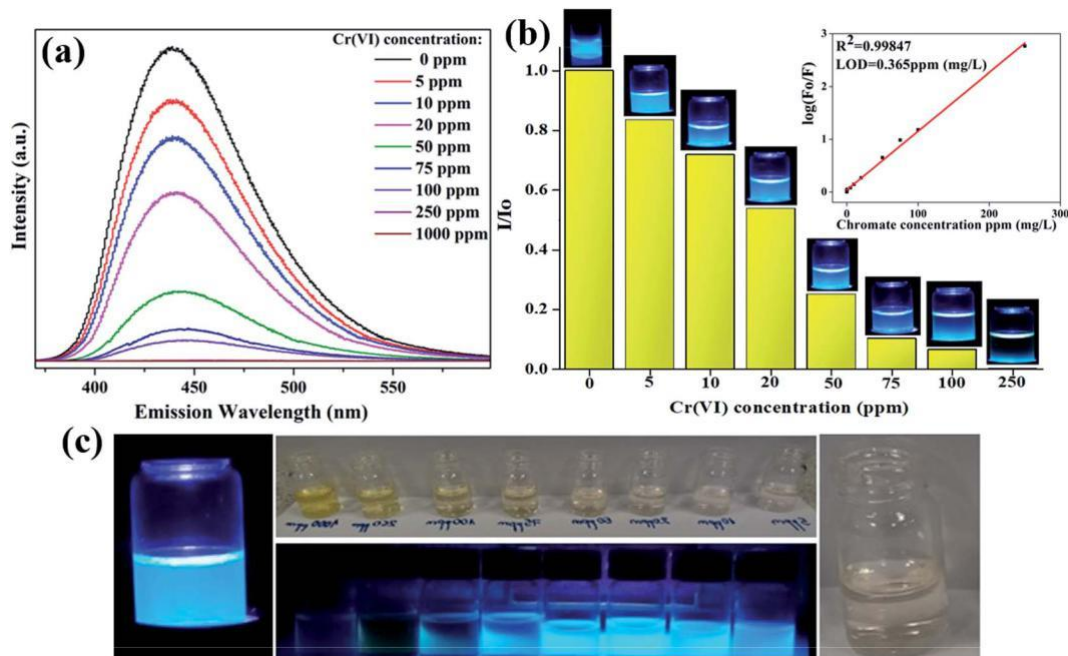 (a)
Cr(VI) concentration:
0 ppm
5 ppm
10 ppm
20 ppm
50 ppm
75 ppm
100 ppm
250 ppm
1000 ppm
Intensity (a.u.)
400 450 500 550
Emission Wavelength (nm)
(b)
1.0
0.8
0.6
0.4
0.2
0.0
I/Io
0 5 10 20 50 75 100 250
Cr(VI) concentration (ppm)
R²=0.99847
LOD=0.365ppm (mg/L)
log(Fo/F)
3
2
1
0
0 100 200 300
Chromate concentration ppm (mg/L)
(c)